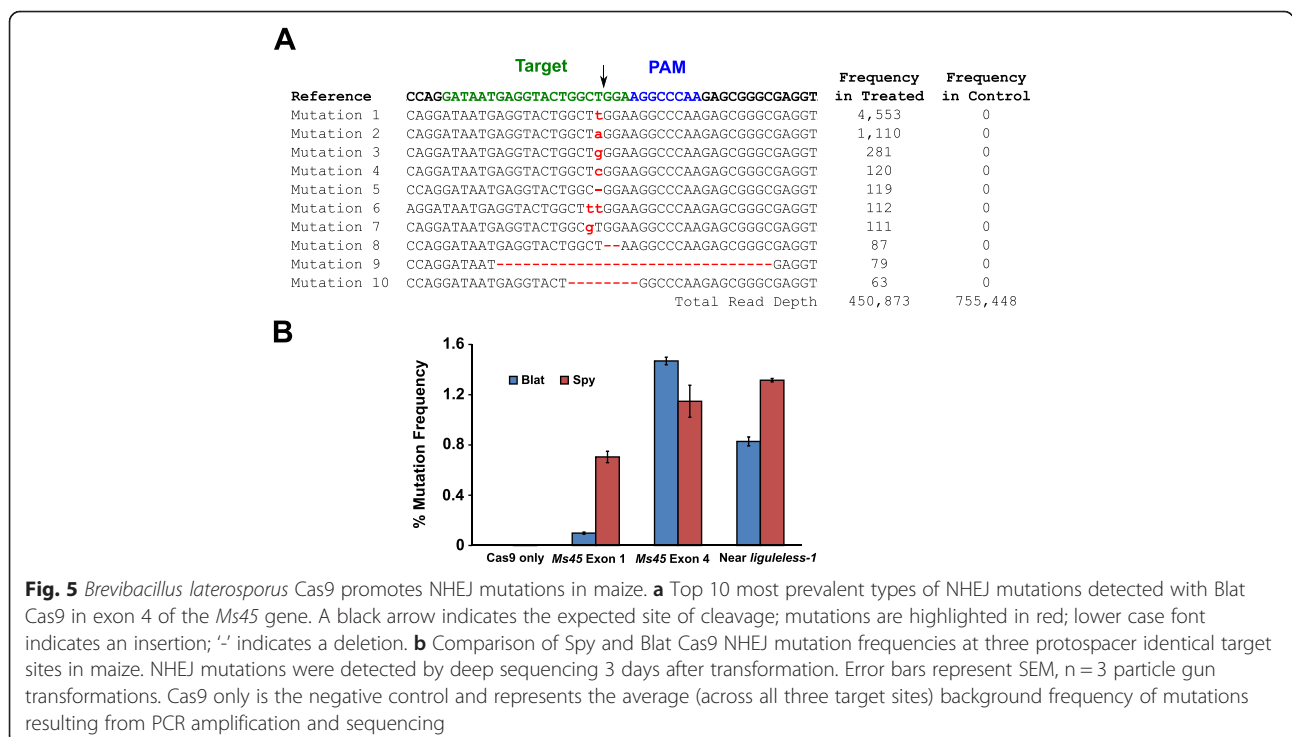 A
Target PAM
Frequency in Treated Frequency in Control
Reference CCAGGATAATGAGGTACTGGCTGGAAGGCCCAAGAGCGGGCGAGGT
Mutation 1 CAGGATAATGAGGTACTGGCTtGGAAGGCCCAAGAGCGGGCGAGGT 4,553 0
Mutation 2 CAGGATAATGAGGTACTGGCTaGGAAGGCCCAAGAGCGGGCGAGGT 1,110 0
Mutation 3 CAGGATAATGAGGTACTGGCTgGGAAGGCCCAAGAGCGGGCGAGGT 281 0
Mutation 4 CAGGATAATGAGGTACTGGCTcGGAAGGCCCAAGAGCGGGCGAGGT 120 0
Mutation 5 CCAGGATAATGAGGTACTGGC-GGAAGGCCCAAGAGCGGGCGAGGT 119 0
Mutation 6 AGGATAATGAGGTACTGGCTttGGAAGGCCCAAGAGCGGGCGAGGT 112 0
Mutation 7 CAGGATAATGAGGTACTGGCgTGGAAGGCCCAAGAGCGGGCGAGGT 111 0
Mutation 8 CCAGGATAATGAGGTACTGGCT--AAGGCCCAAGAGCGGGCGAGGT 87 0
Mutation 9 CCAGGATAAT-------------------------------GAGGT 79 0
Mutation 10 CCAGGATAATGAGGTACT--------GGCCCAAGAGCGGGCGAGGT 63 0
Total Read Depth 450,873 755,448
B
% Mutation Frequency
1.6
1.2
0.8
0.4
0
Blat Spy
Cas9 only Ms45 Exon 1 Ms45 Exon 4 Near liguleless-1
Fig. 5 Brevibacillus laterosporus Cas9 promotes NHEJ mutations in maize. a Top 10 most prevalent types of NHEJ mutations detected with Blat
Cas9 in exon 4 of the Ms45 gene. A black arrow indicates the expected site of cleavage; mutations are highlighted in red; lower case font
indicates an insertion; ‘-’ indicates a deletion. b Comparison of Spy and Blat Cas9 NHEJ mutation frequencies at three protospacer identical target
sites in maize. NHEJ mutations were detected by deep sequencing 3 days after transformation. Error bars represent SEM, n = 3 particle gun
transformations. Cas9 only is the negative control and represents the average (across all three target sites) background frequency of mutations
resulting from PCR amplification and sequencing